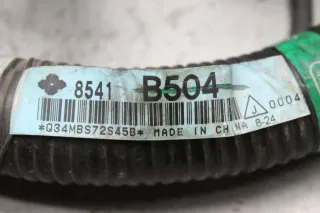 8541 B504
J 0004
*Q34MBS72S45B* MADE IN CHINA 8-24